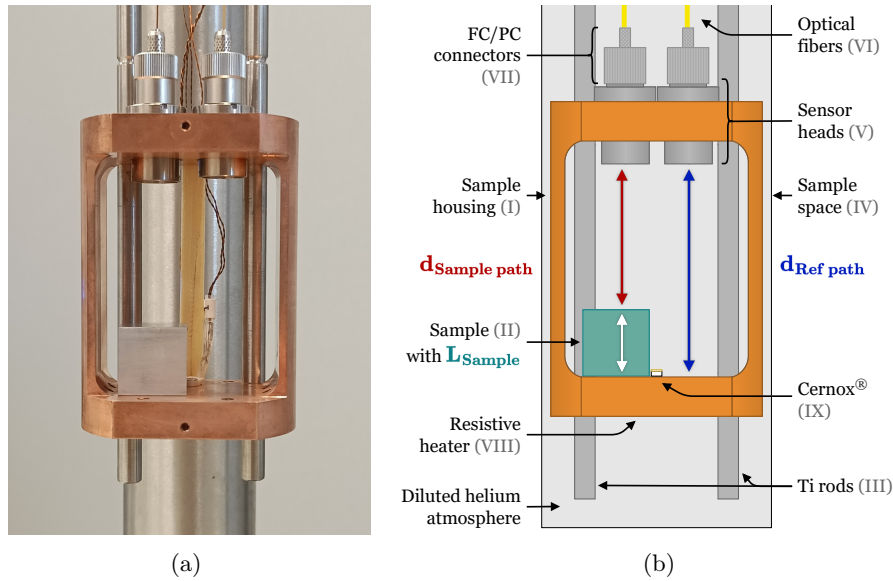 FC/PC
connectors
(VII)
Optical
fibers (VI)
Sensor
heads (V)
Sample
housing (I)
Sample
space (IV)
dSample path
dRef path
Sample (II)
with LSample
Cernox®
(IX)
Resistive
heater (VIII)
Ti rods (III)
Diluted helium
atmosphere
(a)
(b)